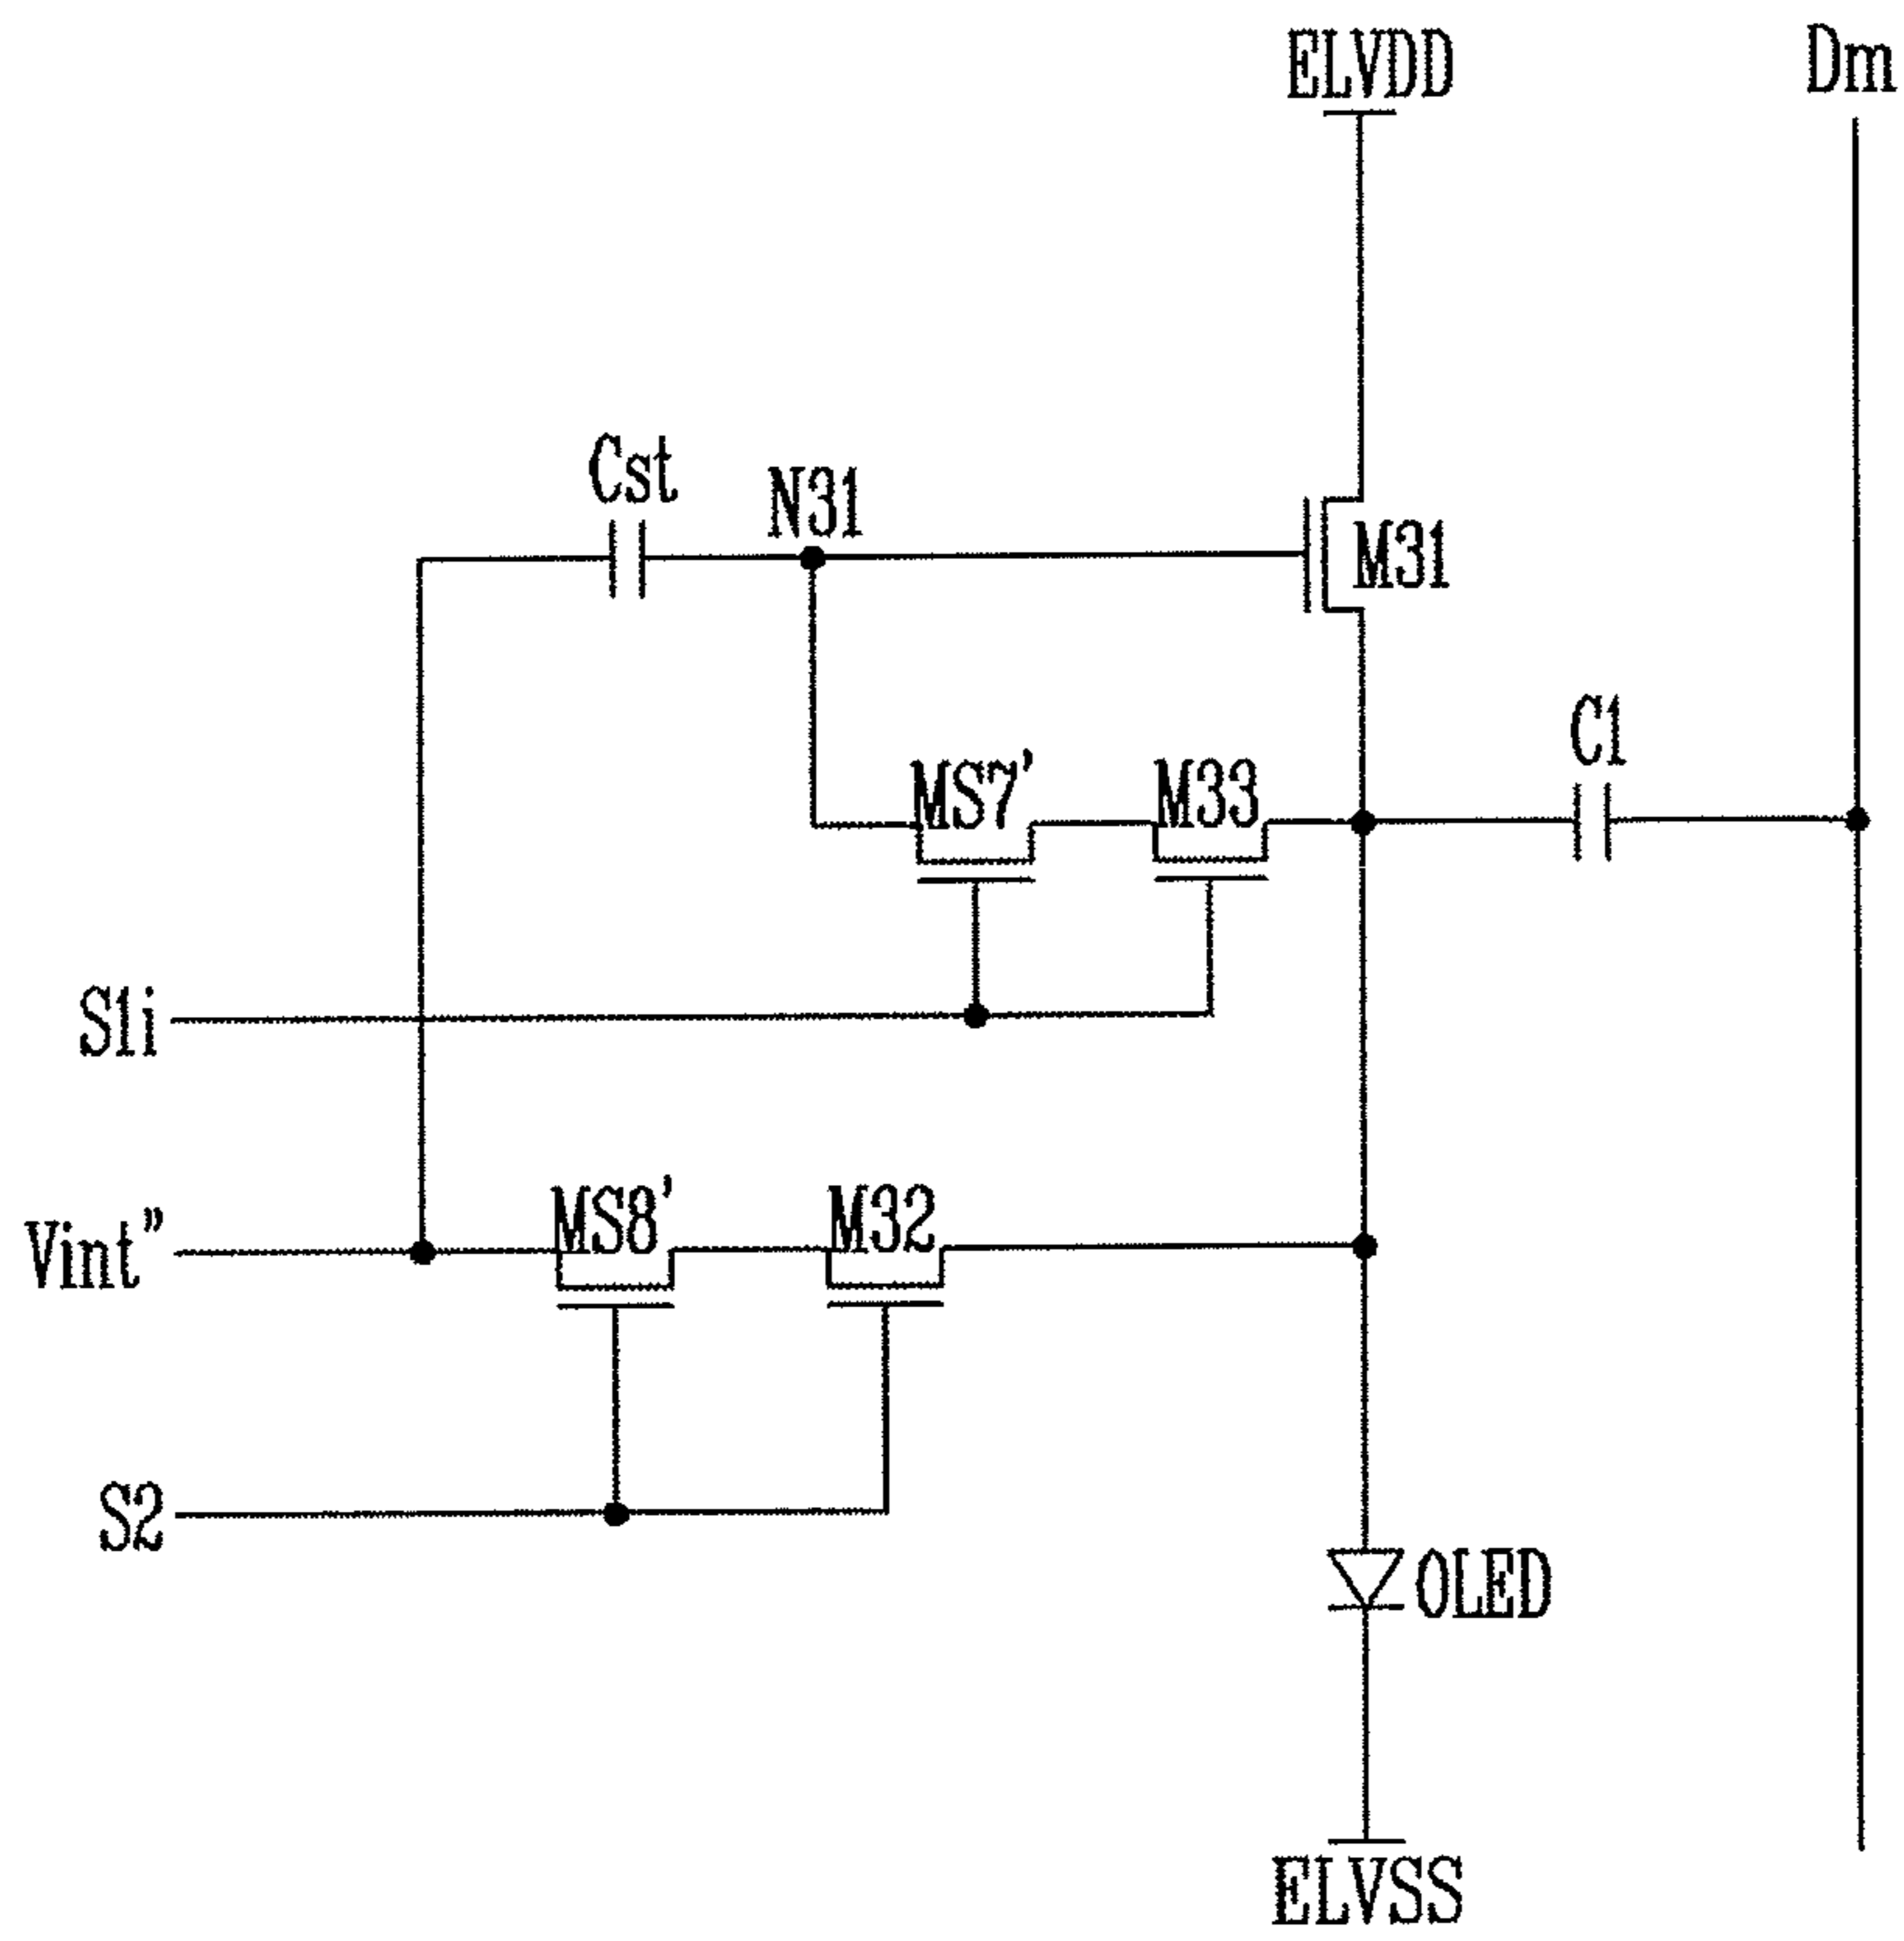 ELVDD
Dm
Cst
N31
M31
C1
MS7'
M33
S1i
MS8'
M32
Vint"
S2
OLED
ELVSS